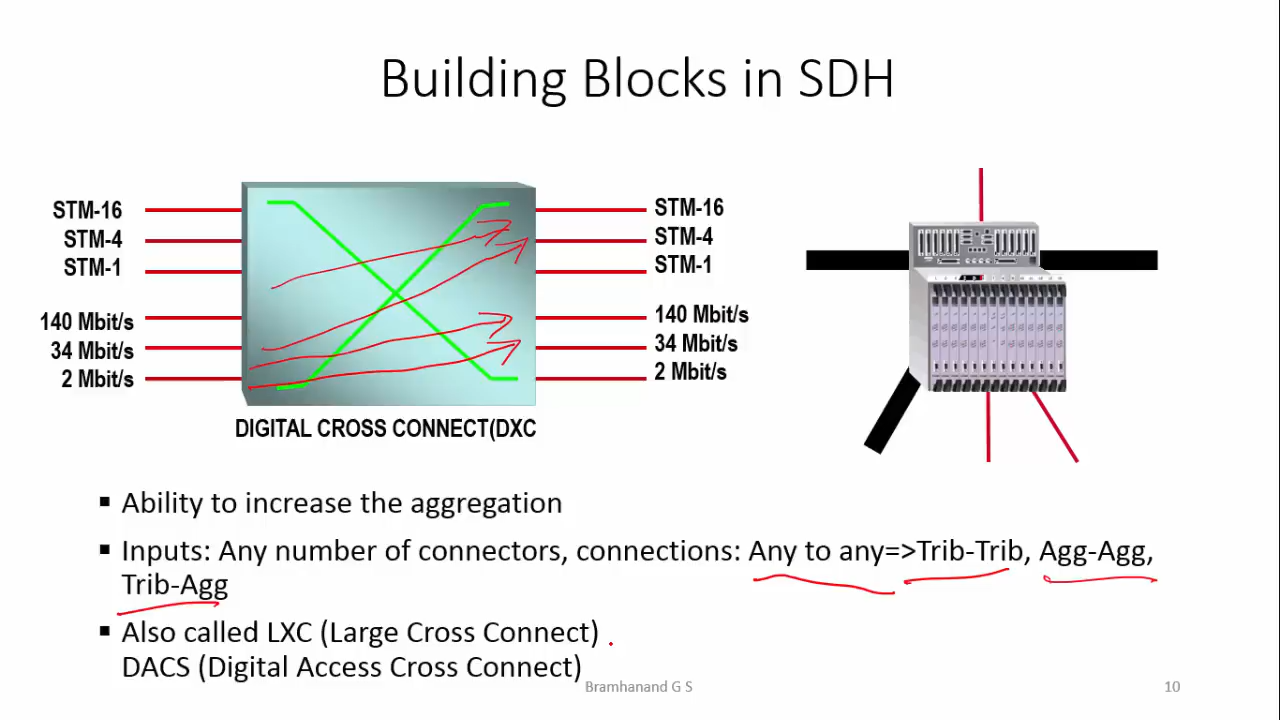 Building Blocks in SDH
STM-16
STM-4
STM-1
140 Mbit/s
34 Mbit/s
2 Mbit/s
STM-16
STM-4
STM-1
140 Mbit/s
34 Mbit/s
2 Mbit/s
DIGITAL CROSS CONNECT(DXC
▪ Ability to increase the aggregation
▪ Inputs: Any number of connectors, connections: Any to any=>Trib-Trib, Agg-Agg,
Trib-Agg
▪ Also called LXC (Large Cross Connect)
DACS (Digital Access Cross Connect)
Bramhanand G S
10